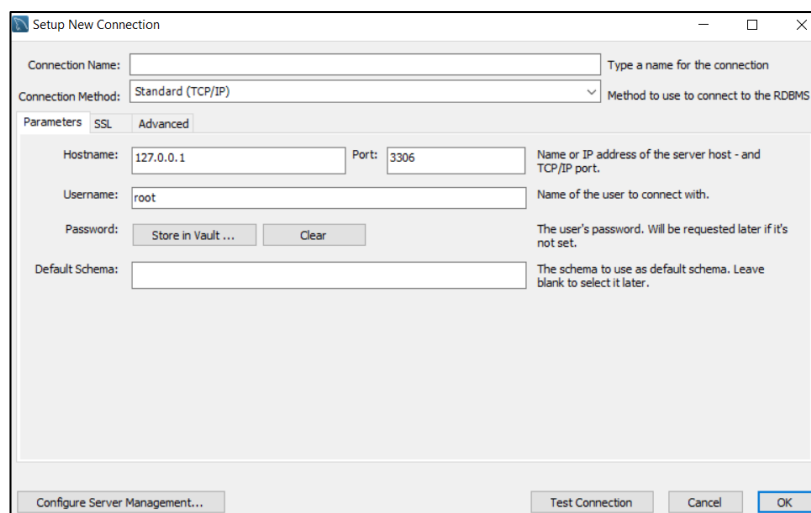 Setup New Connection
Connection Name:
Type a name for the connection
Connection Method: Standard (TCP/IP)
Method to use to connect to the RDBMS
Parameters SSL Advanced
Hostname: 127.0.0.1 Port: 3306
Name or IP address of the server host - and
TCP/IP port.
Username: root
Name of the user to connect with.
Password: Store in Vault ... Clear
The user's password. Will be requested later if it's
not set.
Default Schema:
The schema to use as default schema. Leave
blank to select it later.
Configure Server Management... Test Connection Cancel OK